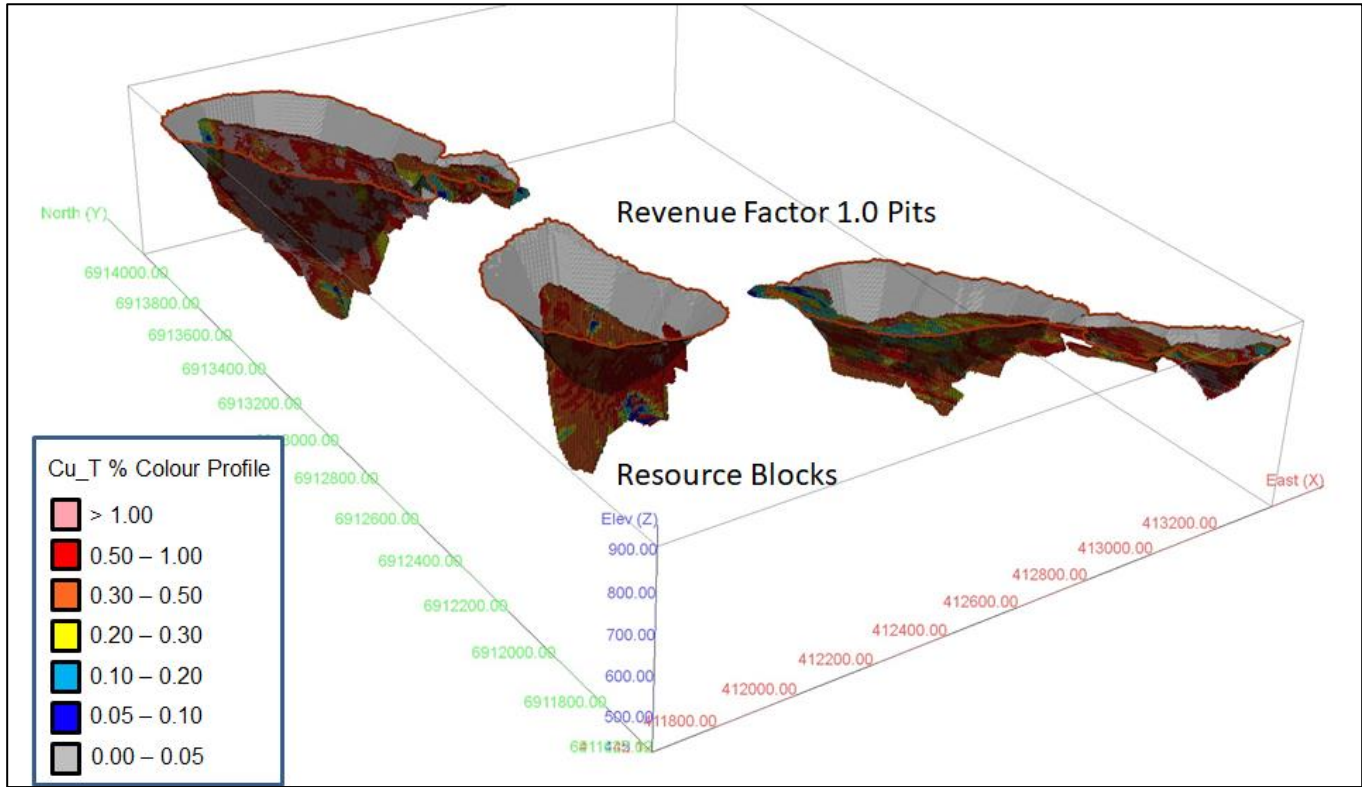 Revenue Factor 1.0 Pits
Resource Blocks
North (Y)
6914000.00
6913800.00
6913600.00
6913400.00
6913200.00
6912800.00
6912600.00
6912400.00
6912200.00
6912000.00
6911800.00
Elev (Z)
900.00
800.00
700.00
600.00
500.00
East (X)
413200.00
413000.00
412800.00
412600.00
412400.00
412200.00
412000.00
411800.00
Cu_T % Colour Profile
> 1.00
0.50 – 1.00
0.30 – 0.50
0.20 – 0.30
0.10 – 0.20
0.05 – 0.10
0.00 – 0.05